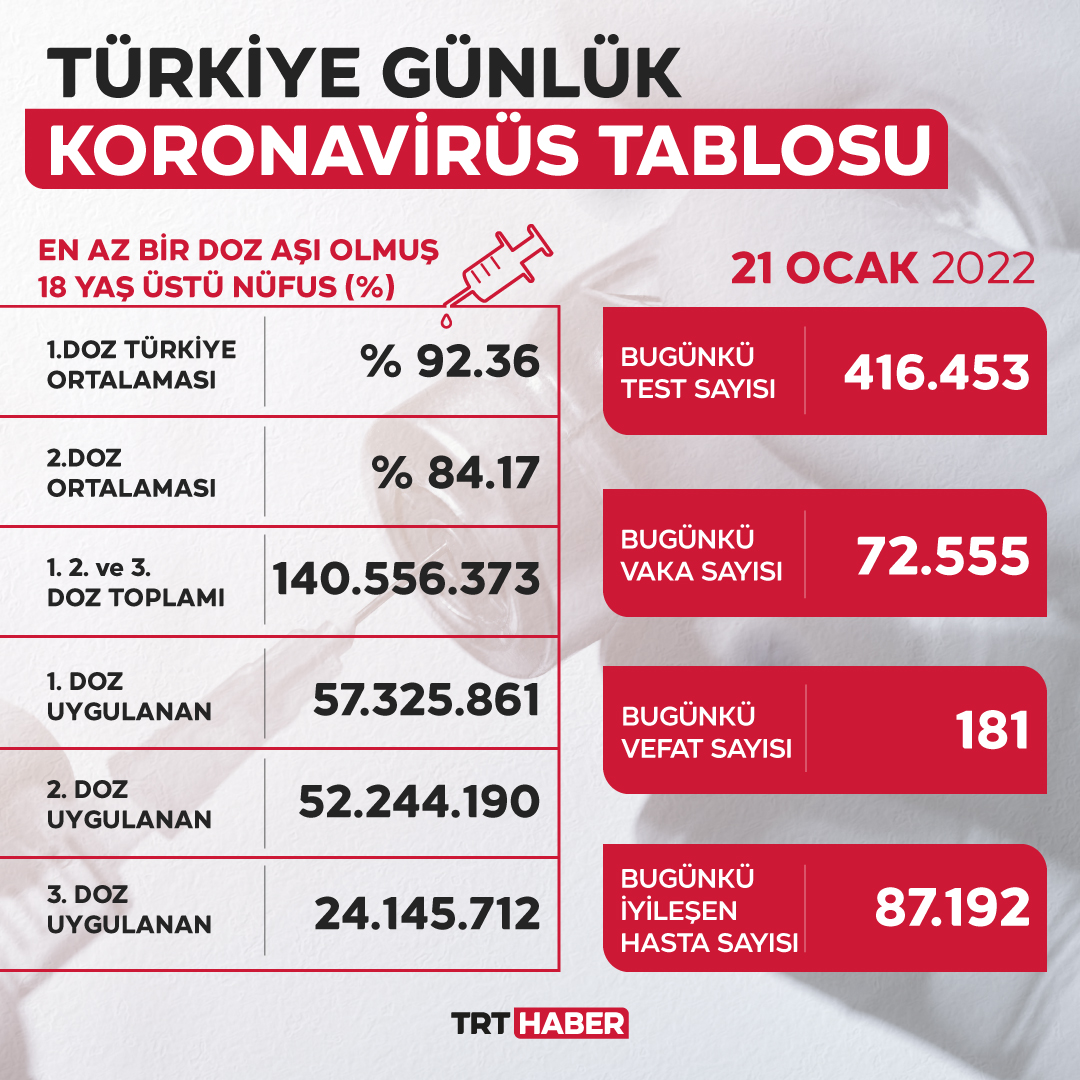 TÜRKİYE GÜNLÜK
KORONAVİRÜS TABLOSU
EN AZ BİR DOZ AŞI OLMUŞ
18 YAŞ ÜSTÜ NÜFUS (%)
1.DOZ TÜRKİYE
ORTALAMASI
% 92.36
2.DOZ
ORTALAMASI
% 84.17
1. 2. ve 3.
DOZ TOPLAMI
140.556.373
1. DOZ
UYGULANAN
57.325.861
2. DOZ
UYGULANAN
52.244.190
3. DOZ
UYGULANAN
24.145.712
21 OCAK 2022
BUGÜNKÜ
TEST SAYISI
416.453
BUGÜNKÜ
VAKA SAYISI
72.555
BUGÜNKÜ
VEFAT SAYISI
181
BUGÜNKÜ
İYİLEŞEN
HASTA SAYISI
87.192
TRT HABER